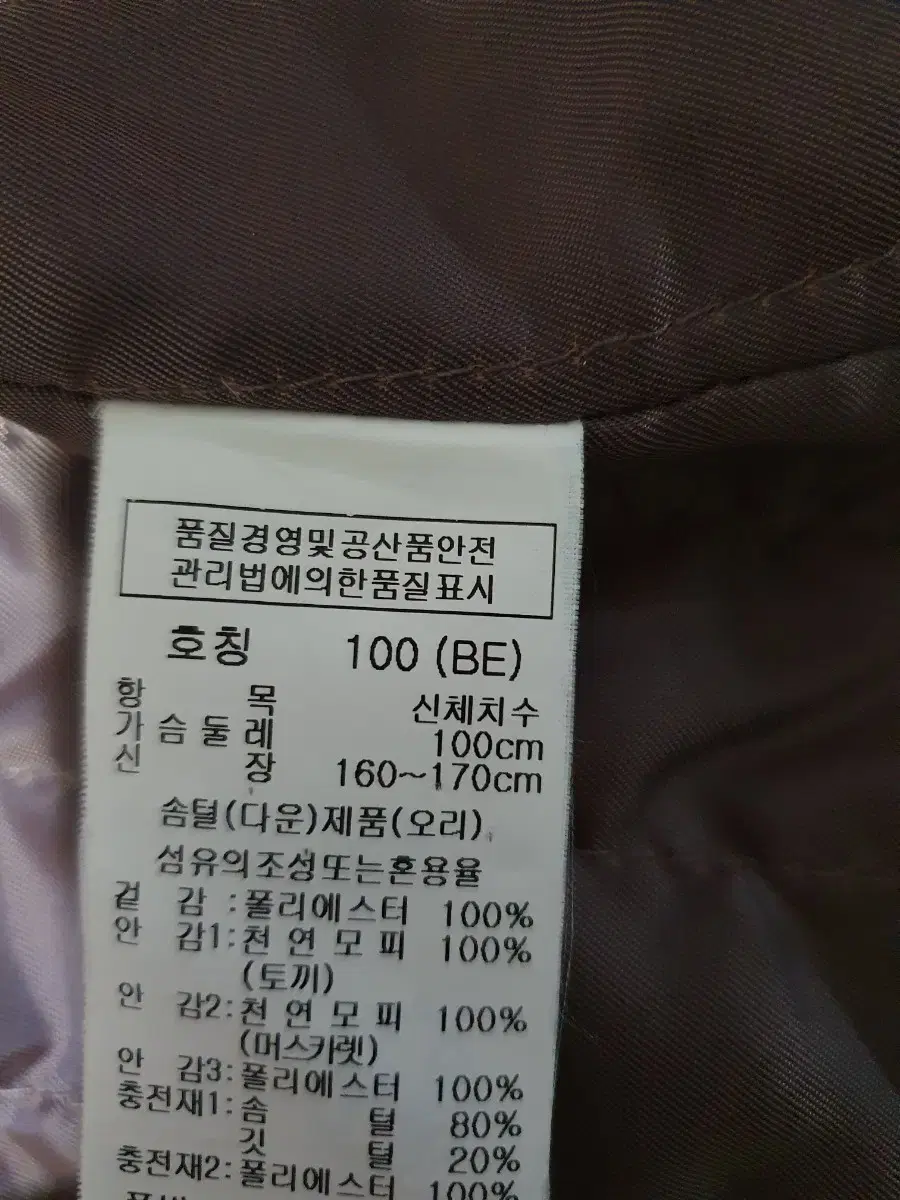 품질경영및공산품안전
관리법에의한품질표시
호칭 100 (BE)
항 목 신체치수
가 슴 둘 레 100cm
신 장 160~170cm
솜털(다운)제품(오리)
섬유의조성또는혼용율
겉 감 : 폴리에스터 100%
안 감1: 천 연 모 피 100%
(토끼)
안 감2: 천 연 모 피 100%
(머스카렛)
안 감3: 폴리에스터 100%
충전재1: 솜 털 80%
깃 털 20%
충전재2: 폴리에스터 100%